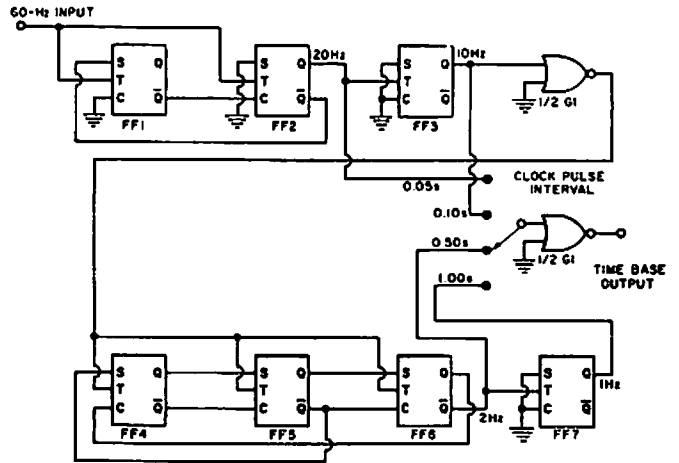 60-Hz INPUT
S Q
T
C Q̅
FF1
S Q
T
C Q̅
FF2
20Hz
S Q
T
C Q̅
FF3
10Hz
1/2 G1
0.05s
CLOCK PULSE
INTERVAL
0.10s
0.50s
1/2 G1
1.00s
TIME BASE
OUTPUT
S Q
T
C Q̅
FF4
S Q
T
C Q̅
FF5
S Q
T
C Q̅
FF6
2Hz
S Q
T
C Q̅
FF7
1Hz